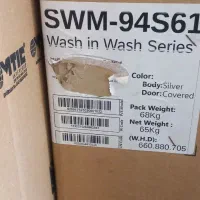 SWM-94S61
Wash in Wash Series
Color:
Body:Silver
Door:Covered
Pack Weight:
68Kg
Net Weight:
65Kg
(W.H.D):
660.880.705